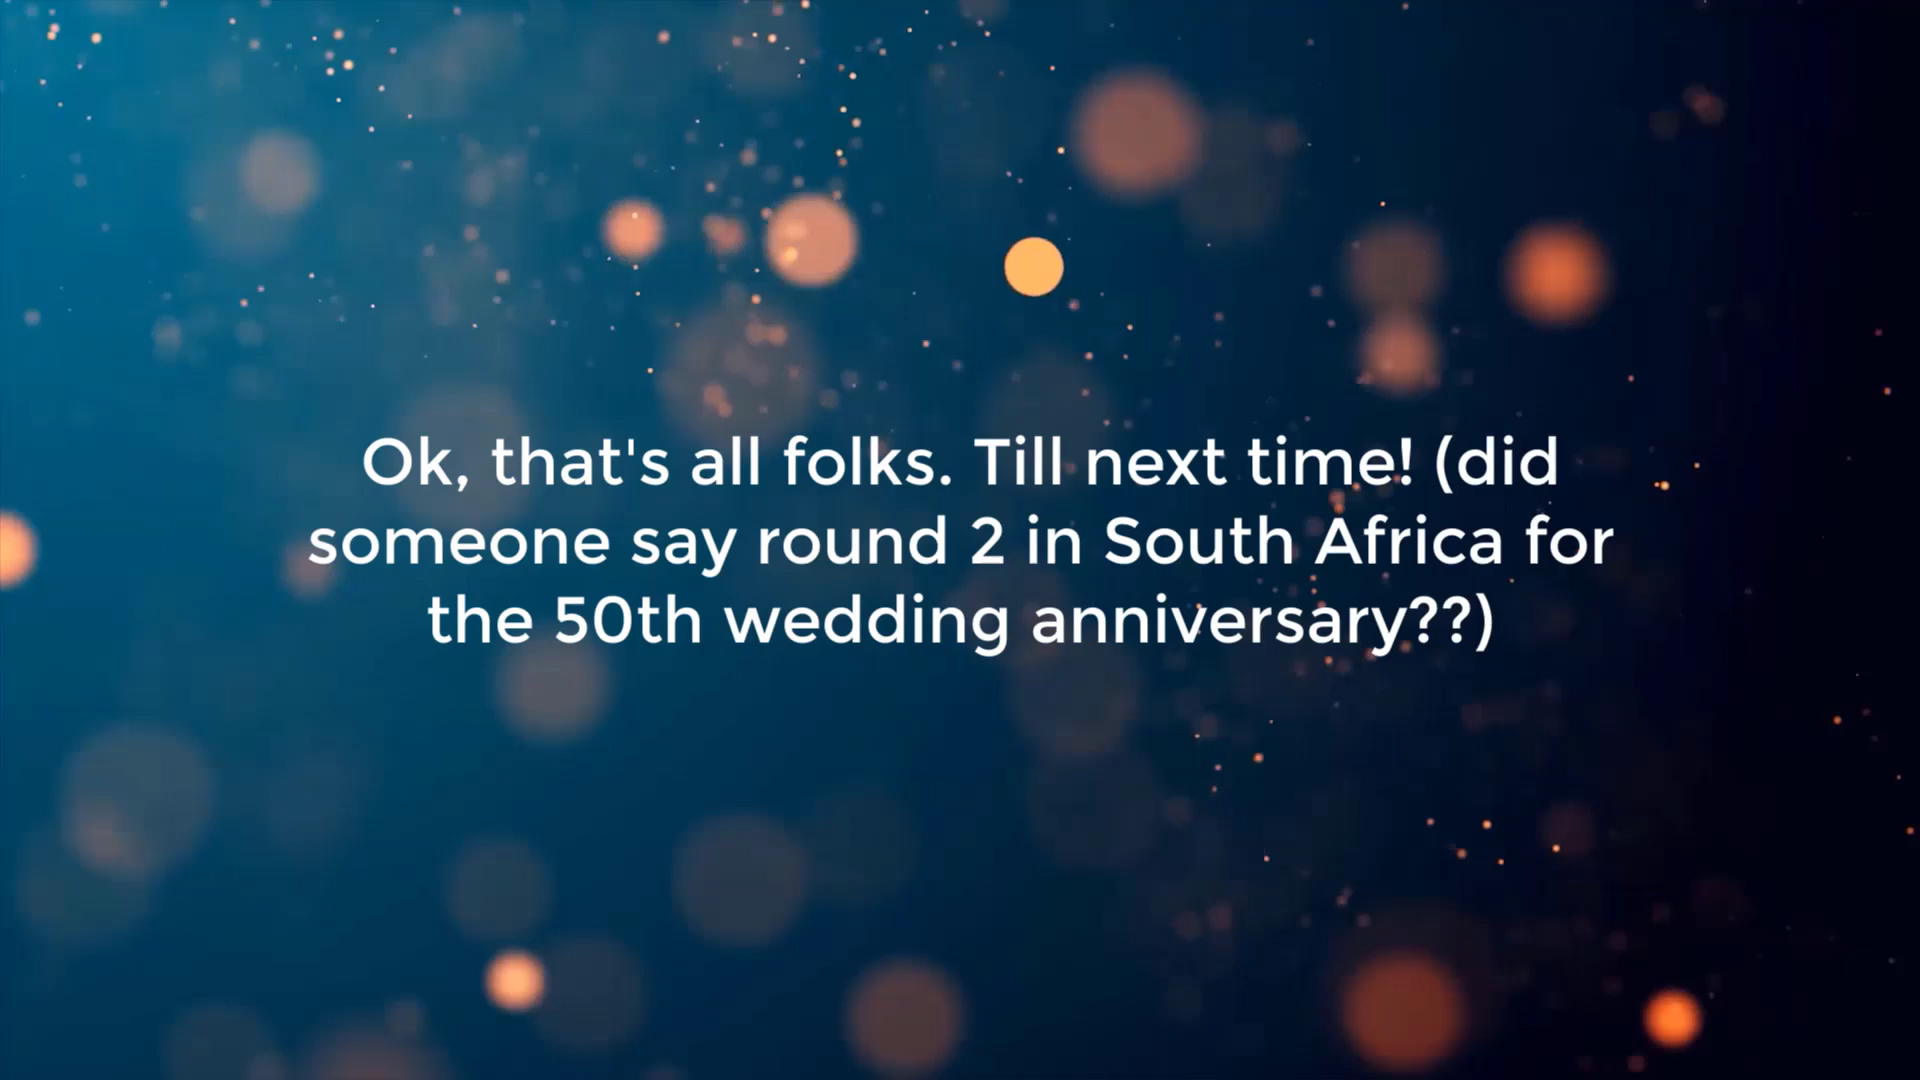 Ok, that's all folks. Till next time! (did
someone say round 2 in South Africa for
the 50th wedding anniversary??)